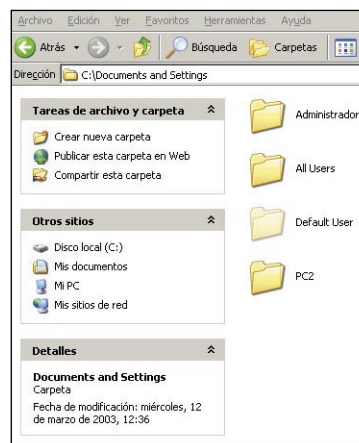 Archivo Edición Ver Favoritos Herramientas Ayuda
Atrás Búsqueda Carpetas
Dirección C:\Documents and Settings
Tareas de archivo y carpeta
Crear nueva carpeta
Publicar esta carpeta en Web
Compartir esta carpeta
Otros sitios
Disco local (C:)
Mis documentos
Mi PC
Mis sitios de red
Detalles
Documents and Settings
Carpeta
Fecha de modificación: miércoles, 12
de marzo de 2003, 12:36
Administrador
All Users
Default User
PC2